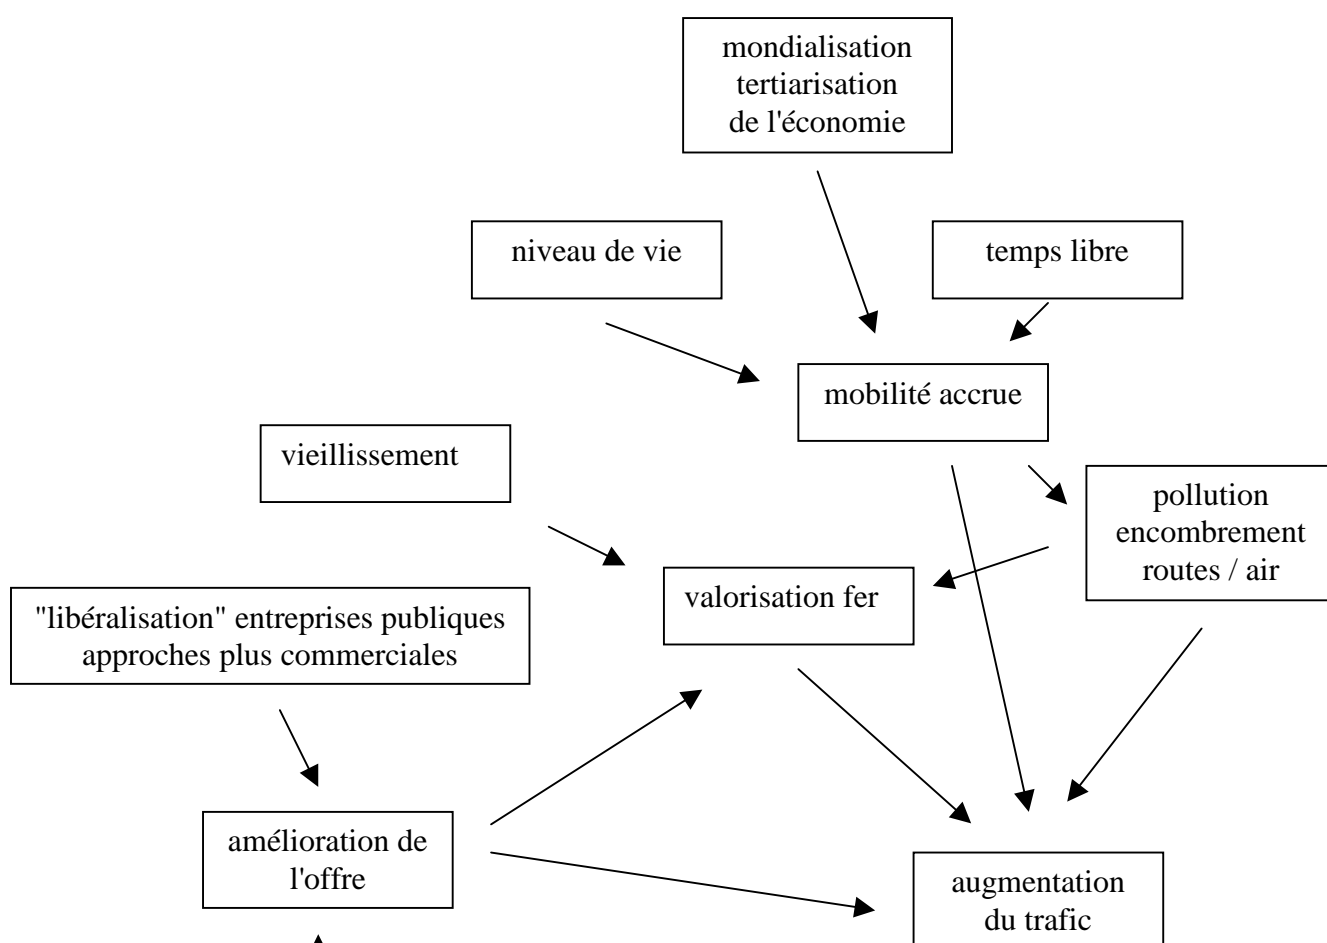 mondialisation
tertiarisation
de l'économie
niveau de vie
temps libre
mobilité accrue
vieillissement
pollution
encombrement
routes / air
valorisation fer
"libéralisation" entreprises publiques
approches plus commerciales
amélioration de
l'offre
augmentation
du trafic